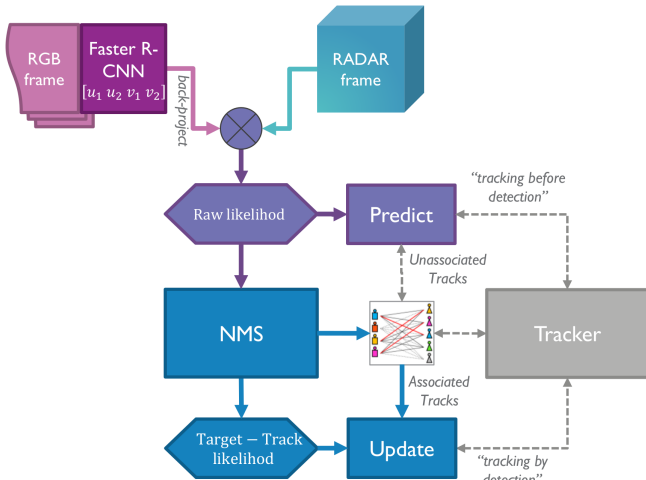 RGB
frame
Faster R-
CNN
[u₁ u₂ v₁ v₂]
back-project
RADAR
frame
Raw likelihod
Predict
"tracking before
detection"
Unassociated
Tracks
NMS
Tracker
Associated
Tracks
Target – Track
likelihod
Update
"tracking by
detection"